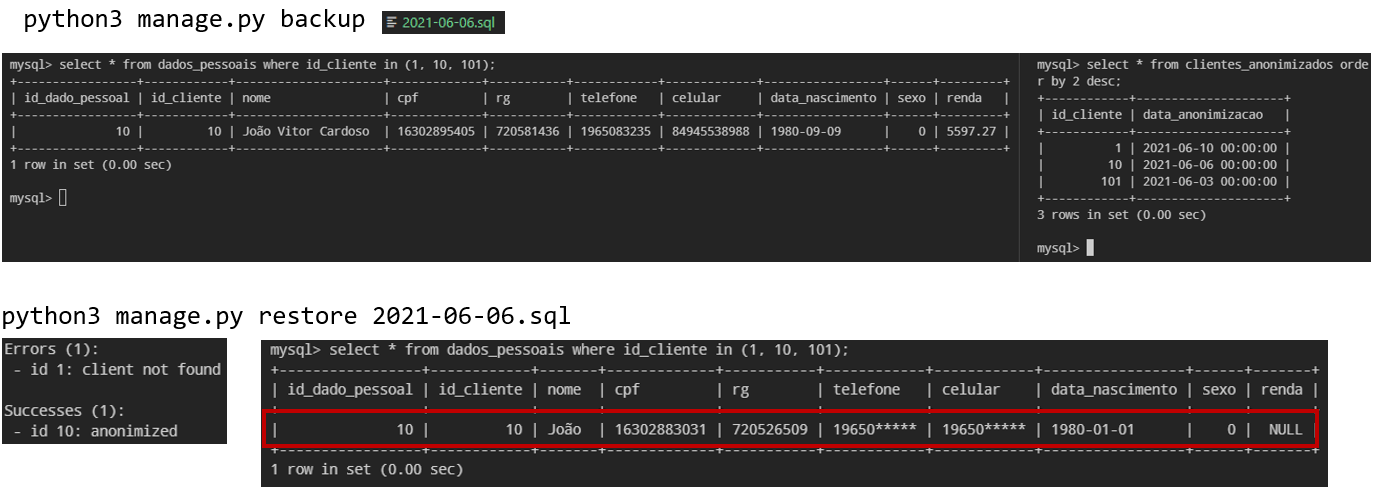 python3 manage.py backup 2021-06-06.sql
mysql> select * from dados_pessoais where id_cliente in (1, 10, 101);
+----------------+------------+--------------------+-------------+-----------+------------+-------------+-----------------+------+---------+
| id_dado_pessoal | id_cliente | nome | cpf | rg | telefone | celular | data_nascimento | sexo | renda |
+----------------+------------+--------------------+-------------+-----------+------------+-------------+-----------------+------+---------+
| 10 | 10 | João Vitor Cardoso | 16302895405 | 720581436 | 1965083235 | 84945538988 | 1980-09-09 | 0 | 5597.27 |
+----------------+------------+--------------------+-------------+-----------+------------+-------------+-----------------+------+---------+
1 row in set (0.00 sec)
mysql>
mysql> select * from clientes_anonimizados orde
r by 2 desc;
+------------+---------------------+
| id_cliente | data_anonimizacao |
+------------+---------------------+
| 1 | 2021-06-10 00:00:00 |
| 10 | 2021-06-06 00:00:00 |
| 101 | 2021-06-03 00:00:00 |
+------------+---------------------+
3 rows in set (0.00 sec)
mysql>
python3 manage.py restore 2021-06-06.sql
Errors (1):
- id 1: client not found
Successes (1):
- id 10: anonimized
mysql> select * from dados_pessoais where id_cliente in (1, 10, 101);
+-----------------+------------+-------+-------------+-----------+------------+------------+-----------------+------+-------+
| id_dado_pessoal | id_cliente | nome | cpf | rg | telefone | celular | data_nascimento | sexo | renda |
| 10 | 10 | João | 16302883031 | 720526509 | 19650***** | 19650***** | 1980-01-01 | 0 | NULL |
+-----------------+------------+-------+-------------+-----------+------------+------------+-----------------+------+-------+
1 row in set (0.00 sec)